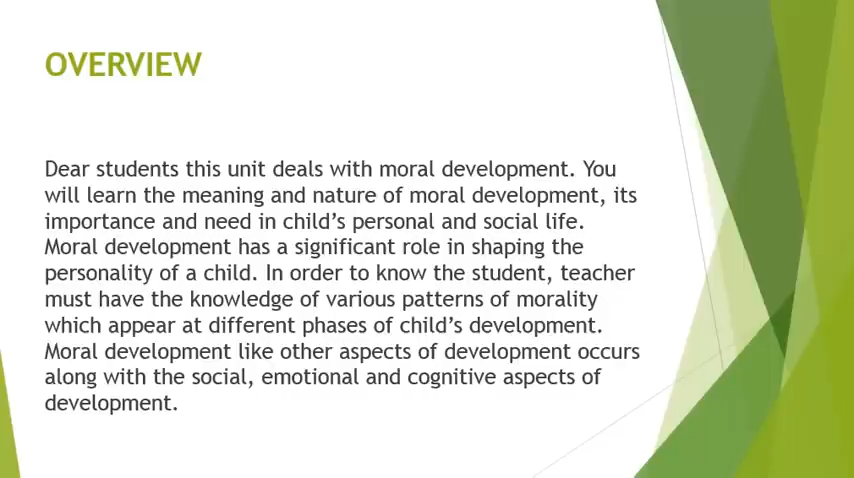 OVERVIEW
Dear students this unit deals with moral development. You
will learn the meaning and nature of moral development, its
importance and need in child’s personal and social life.
Moral development has a significant role in shaping the
personality of a child. In order to know the student, teacher
must have the knowledge of various patterns of morality
which appear at different phases of child’s development.
Moral development like other aspects of development occurs
along with the social, emotional and cognitive aspects of
development.